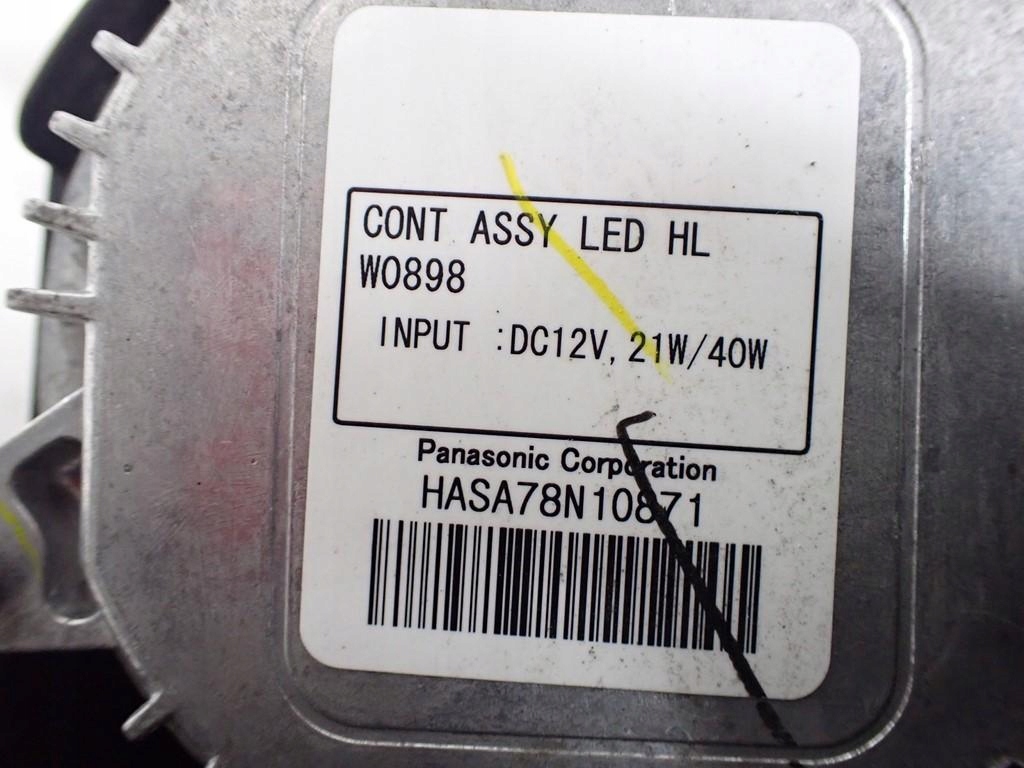 CONT ASSY LED HL
W0898
INPUT :DC12V, 21W/40W
Panasonic Corporation
HASA78N10871